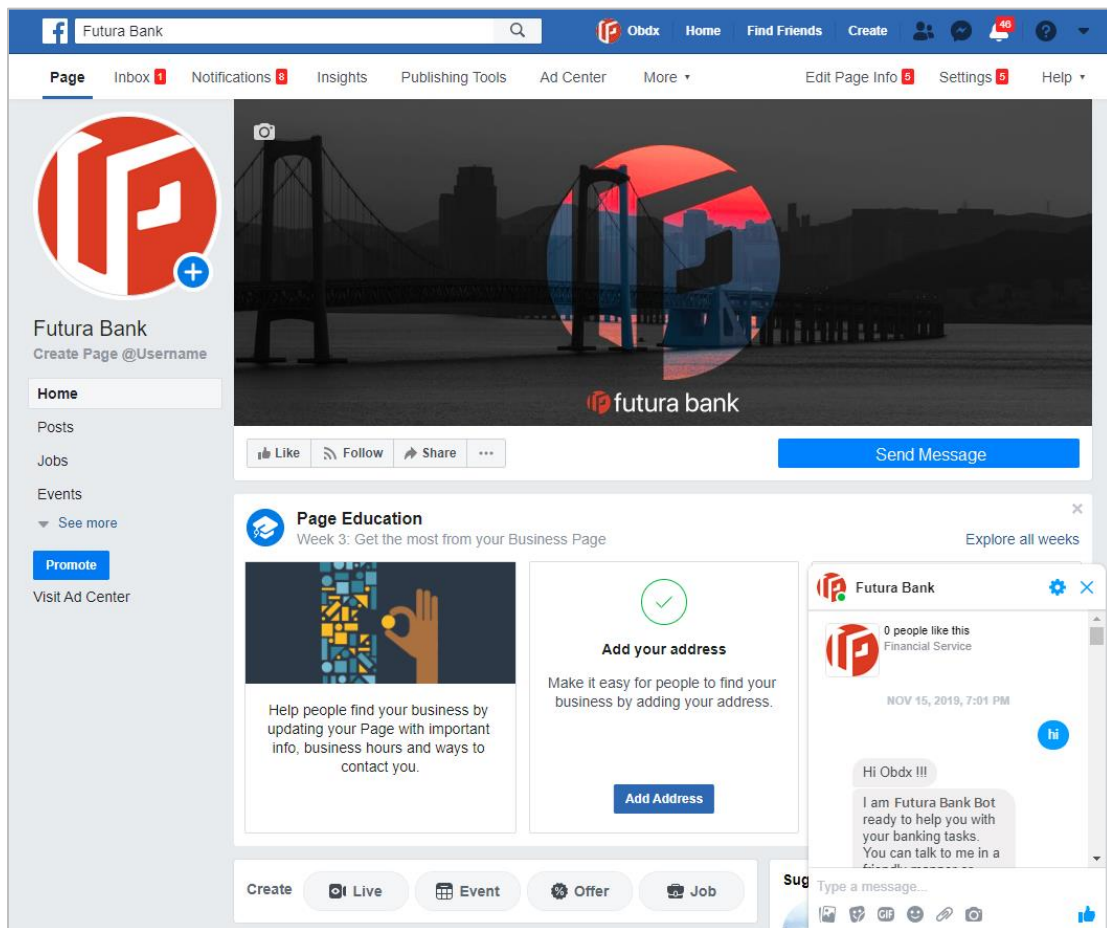 Futura Bank
Obdx Home Find Friends Create 46
Page Inbox 1 Notifications 8 Insights Publishing Tools Ad Center More Edit Page Info 5 Settings 5 Help
futura bank
Futura Bank
Create Page @Username
Home
Posts
Jobs
Events
See more
Promote
Visit Ad Center
Like Follow Share ...
Send Message
Page Education
Week 3: Get the most from your Business Page
Explore all weeks
Help people find your business by
updating your Page with important
info, business hours and ways to
contact you.
Add your address
Make it easy for people to find your
business by adding your address.
Add Address
Create Live Event Offer Job
Sug
Futura Bank
0 people like this
Financial Service
NOV 15, 2019, 7:01 PM
hi
Hi Obdx !!!
I am Futura Bank Bot
ready to help you with
your banking tasks.
You can talk to me in a
Type a message...
GIF